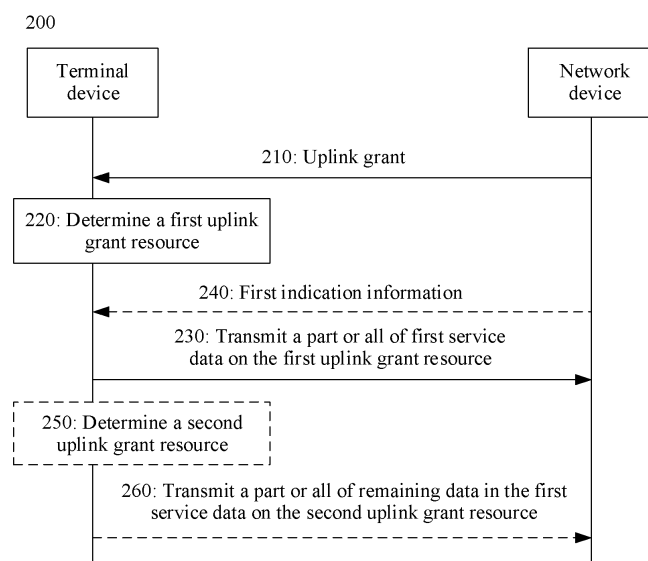 200
Terminal
device
Network
device
210: Uplink grant
220: Determine a first uplink
grant resource
240: First indication information
230: Transmit a part or all of first service
data on the first uplink grant resource
250: Determine a second
uplink grant resource
260: Transmit a part or all of remaining data in the first
service data on the second uplink grant resource